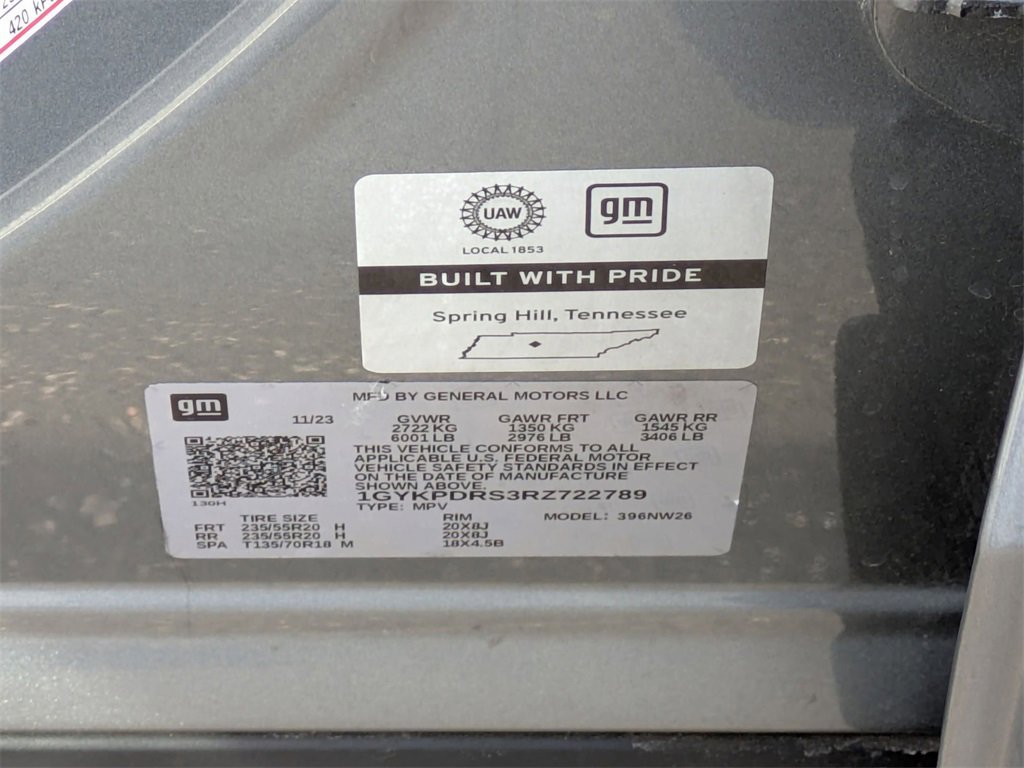 420 kP
UAW
gm
LOCAL 1853
BUILT WITH PRIDE
Spring Hill, Tennessee
gm
MFD BY GENERAL MOTORS LLC
11/23 GVWR GAWR FRT GAWR RR
2722 KG 1350 KG 1545 KG
6001 LB 2976 LB 3406 LB
THIS VEHICLE CONFORMS TO ALL
APPLICABLE U.S. FEDERAL MOTOR
VEHICLE SAFETY STANDARDS IN EFFECT
ON THE DATE OF MANUFACTURE
SHOWN ABOVE.
1GYKPDRS3RZ722789
130H
TYPE: MPV
TIRE SIZE RIM MODEL: 396NW26
FRT 235/55R20 H 20X8J
RR 235/55R20 H 20X8J
SPA T135/70R18 M 18X4.5B